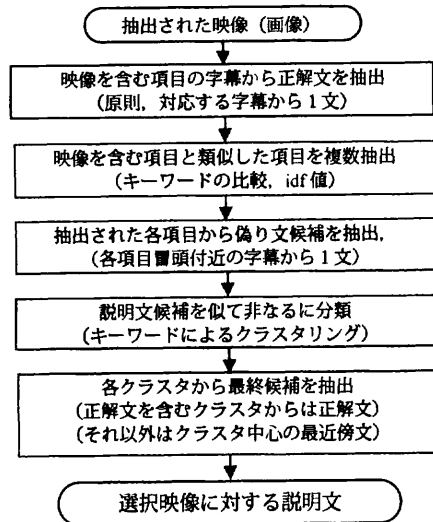 抽出された映像（画像）
映像を含む項目の字幕から正解文を抽出
（原則，対応する字幕から１文）
映像を含む項目と類似した項目を複数抽出
（キーワードの比較，idf 値）
抽出された各項目から偽り文候補を抽出，
（各項目冒頭付近の字幕から１文）
説明文候補を似て非なるに分類
（キーワードによるクラスタリング）
各クラスタから最終候補を抽出
（正解文を含むクラスタからは正解文）
（それ以外はクラスタ中心の最近傍文）
選択映像に対する説明文